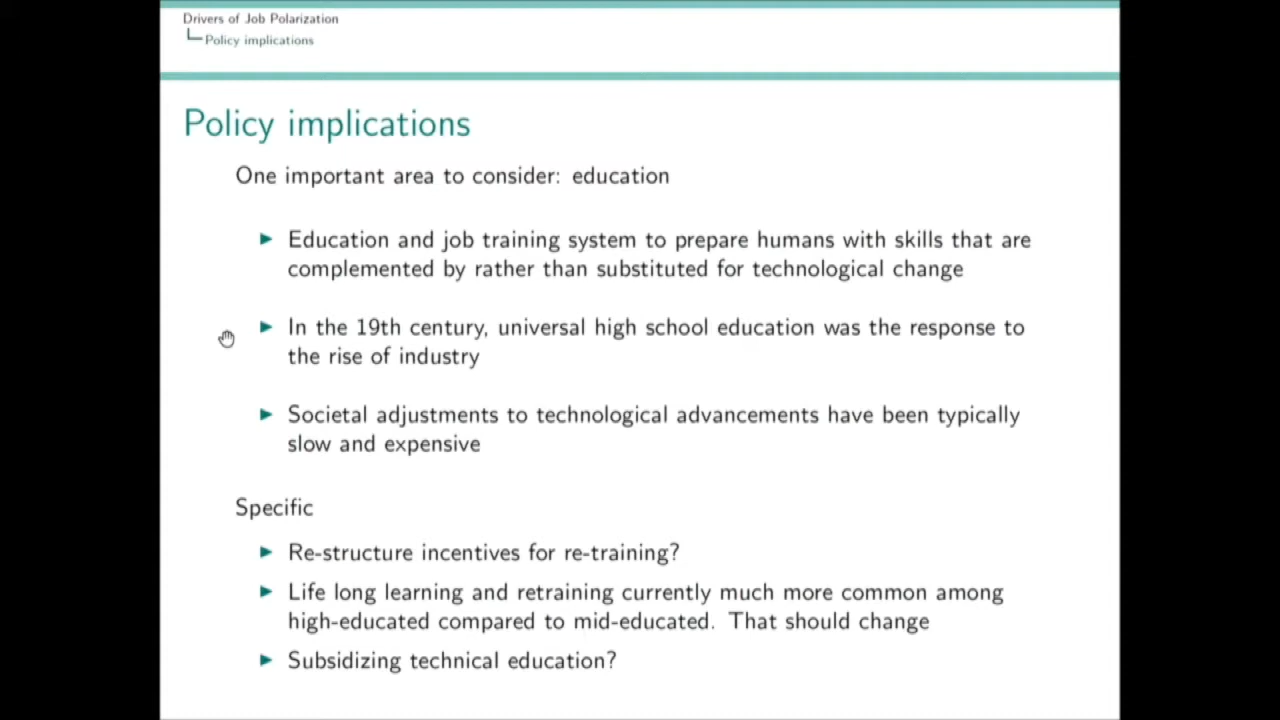 Drivers of Job Polarization
Policy implications
Policy implications
One important area to consider: education
Education and job training system to prepare humans with skills that are
complemented by rather than substituted for technological change
In the 19th century, universal high school education was the response to
the rise of industry
Societal adjustments to technological advancements have been typically
slow and expensive
Specific
Re-structure incentives for re-training?
Life long learning and retraining currently much more common among
high-educated compared to mid-educated. That should change
Subsidizing technical education?